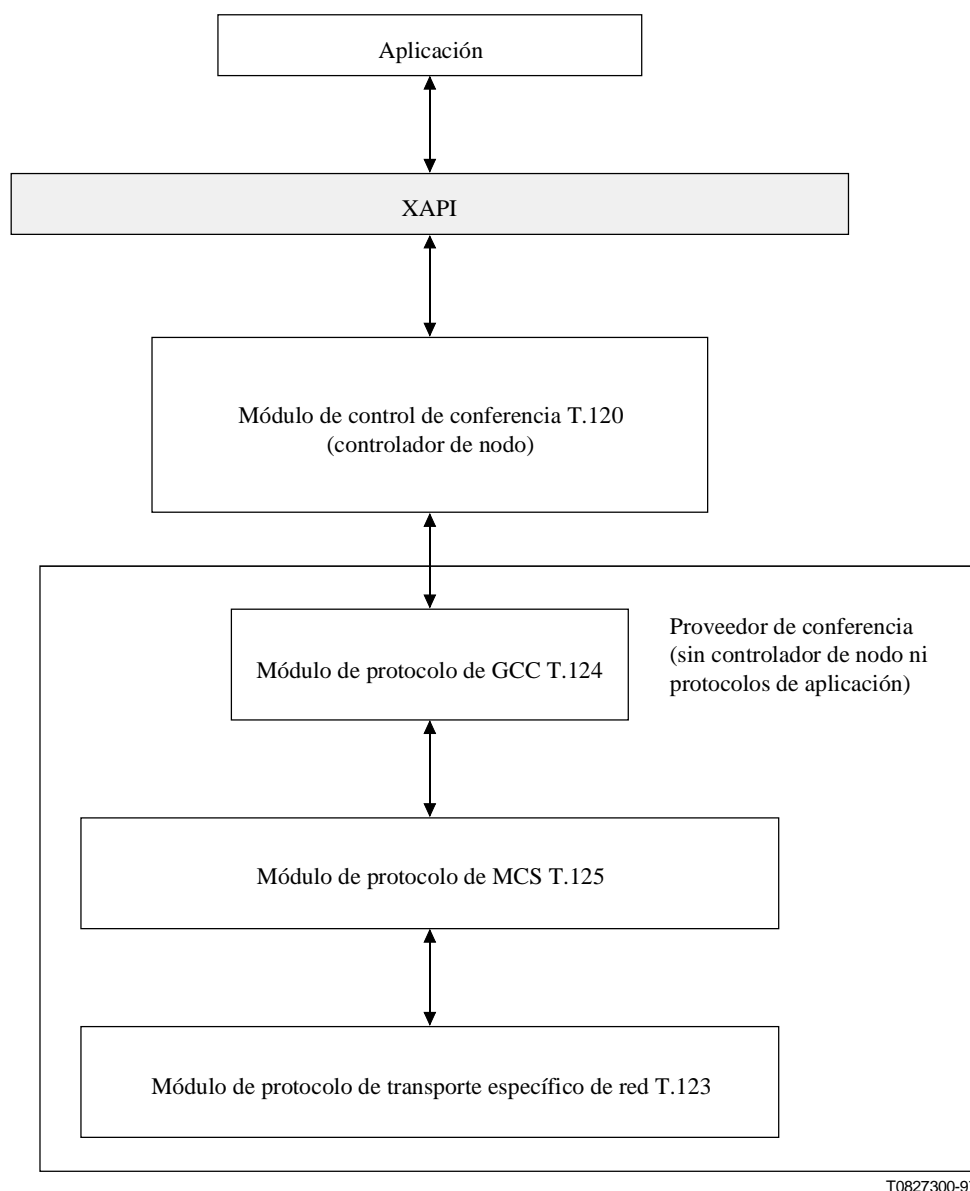 Aplicación
XAPI
Módulo de control de conferencia T.120
(controlador de nodo)
Proveedor de conferencia
(sin controlador de nodo ni
protocolos de aplicación)
Módulo de protocolo de GCC T.124
Módulo de protocolo de MCS T.125
Módulo de protocolo de transporte específico de red T.123